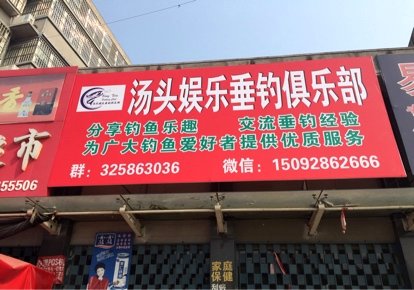 汤头娱乐垂钓俱乐部
分享钓鱼乐趣 交流垂钓经验
为广大钓鱼爱好者提供优质服务
群：325863036 微信：15092862666
市
55506
家庭
保健